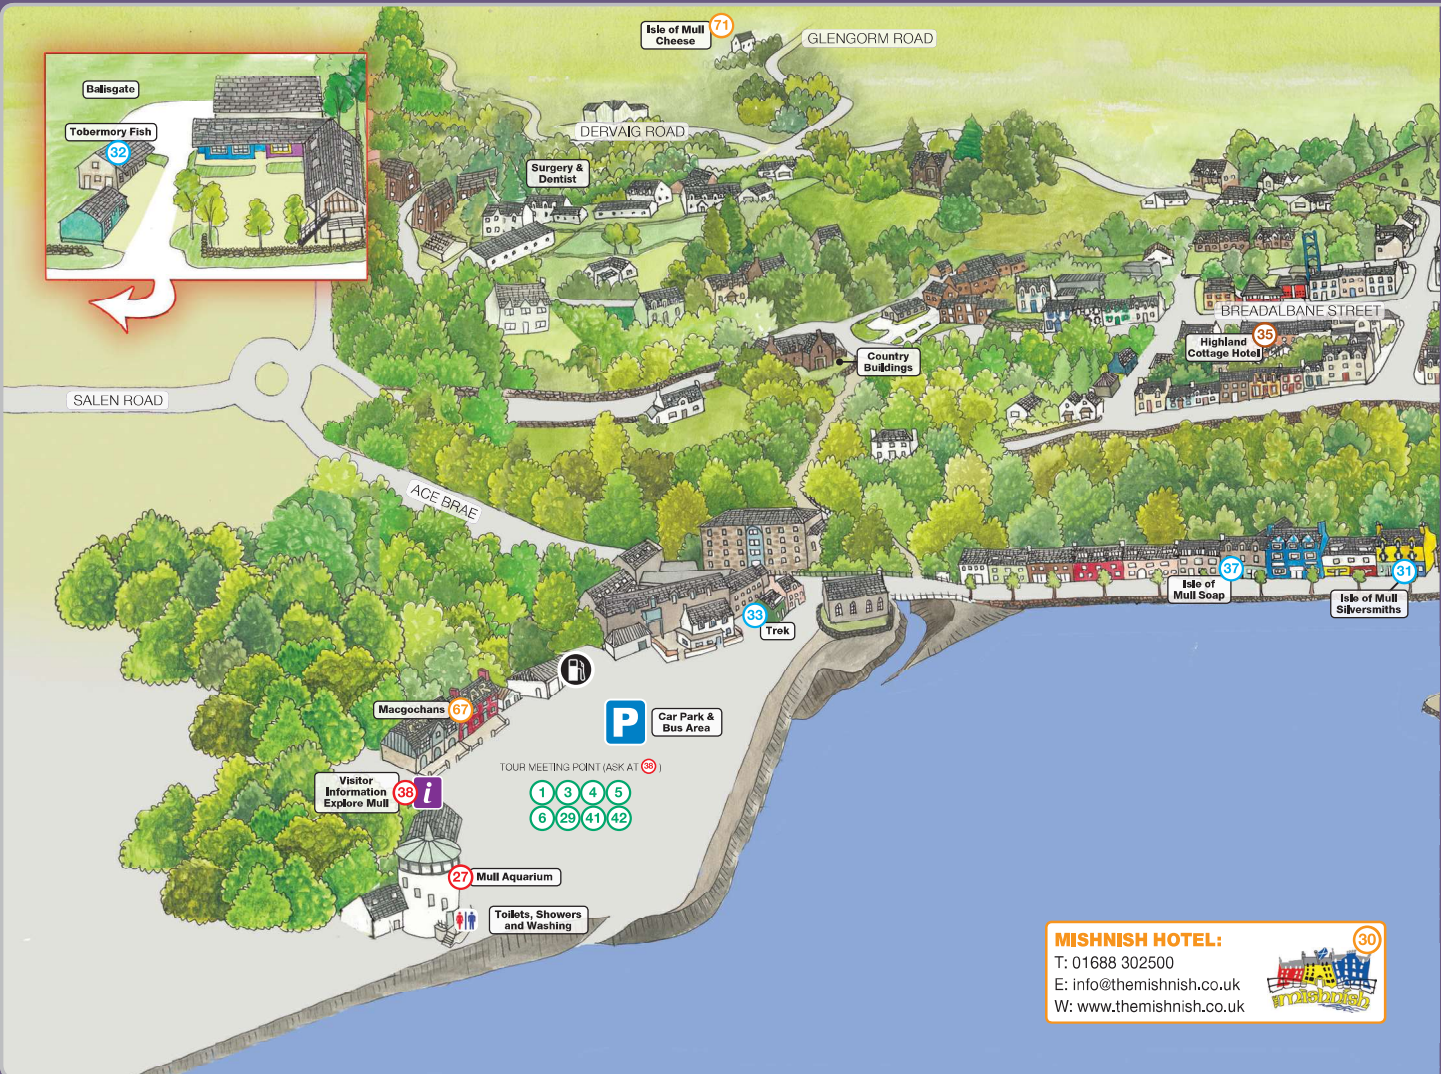 Isle of Mull
Cheese
71
GLENGORM ROAD
Baliscate
Tobermory Fish
32
DERVAIG ROAD
Surgery &
Dentist
BREADALBANE STREET
35
Highland
Cottage Hotel
Country
Buildings
SALEN ROAD
ACE BRAE
37
Isle of
Mull Soap
31
Isle of Mull
Silversmiths
33
Trek
BAR
Macgochans
67
P
Car Park &
Bus Area
TOUR MEETING POINT (ASK AT 38 )
1 3 4 5
6 29 41 42
Visitor
Information
Explore Mull
38
i
27
Mull Aquarium
Toilets, Showers
and Washing
MISHNISH HOTEL:
30
T: 01688 302500
E: info@themishnish.co.uk
W: www.themishnish.co.uk
mishnish